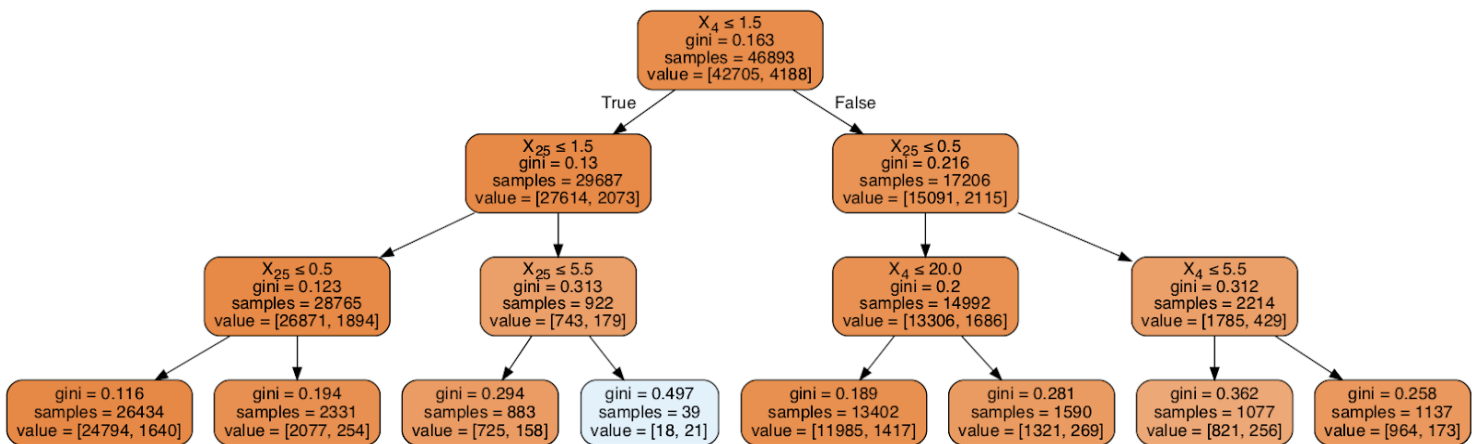 X₄ ≤ 1.5
gini = 0.163
samples = 46893
value = [42705, 4188]
True
False
X₂₅ ≤ 1.5
gini = 0.13
samples = 29687
value = [27614, 2073]
X₂₅ ≤ 0.5
gini = 0.216
samples = 17206
value = [15091, 2115]
X₂₅ ≤ 0.5
gini = 0.123
samples = 28765
value = [26871, 1894]
X₂₅ ≤ 5.5
gini = 0.313
samples = 922
value = [743, 179]
X₄ ≤ 20.0
gini = 0.2
samples = 14992
value = [13306, 1686]
X₄ ≤ 5.5
gini = 0.312
samples = 2214
value = [1785, 429]
gini = 0.116
samples = 26434
value = [24794, 1640]
gini = 0.194
samples = 2331
value = [2077, 254]
gini = 0.294
samples = 883
value = [725, 158]
gini = 0.497
samples = 39
value = [18, 21]
gini = 0.189
samples = 13402
value = [11985, 1417]
gini = 0.281
samples = 1590
value = [1321, 269]
gini = 0.362
samples = 1077
value = [821, 256]
gini = 0.258
samples = 1137
value = [964, 173]